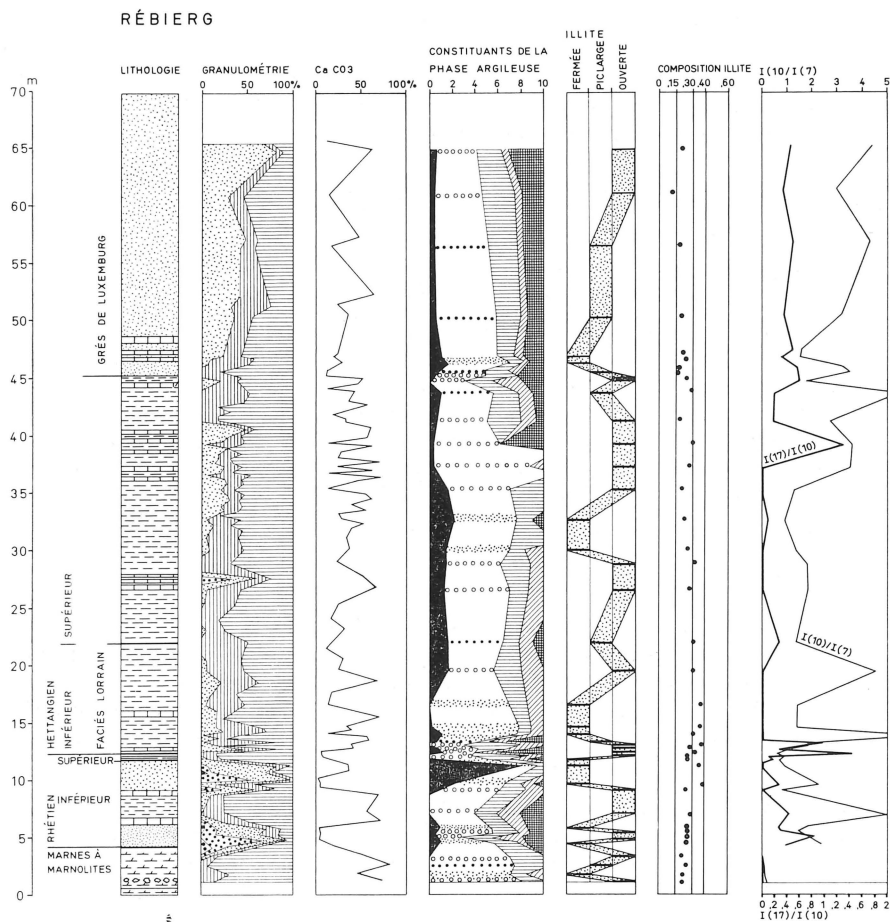 RÉBIERG
LITHOLOGIE
GRANULOMÉTRIE
0 50 100%
Ca CO3
0 50 100%
CONSTITUANTS DE LA
PHASE ARGILEUSE
0 2 4 6 8 10
ILLITE
FERMÉE
PIC LARGE
OUVERTE
COMPOSITION ILLITE
0 .15 .30 .40 .60
I(10/I(7)
0 1 2 3 4 5
m
70
65
60
55
50
45
40
35
30
25
20
15
10
5
0
GRÉS DE LUXEMBURG
SUPÉRIEUR
HETTANGIEN
INFÉRIEUR
FACIÉS LORRAIN
SUPÉRIEUR
RHÉTIEN
INFÉRIEUR
MARNES À
MARNOLITES
I(17)/I(10)
I(10)/I(7)
0 .2 .4 .6 .8 1 .2 .4 .6 .8 2
I(17)/I(10)